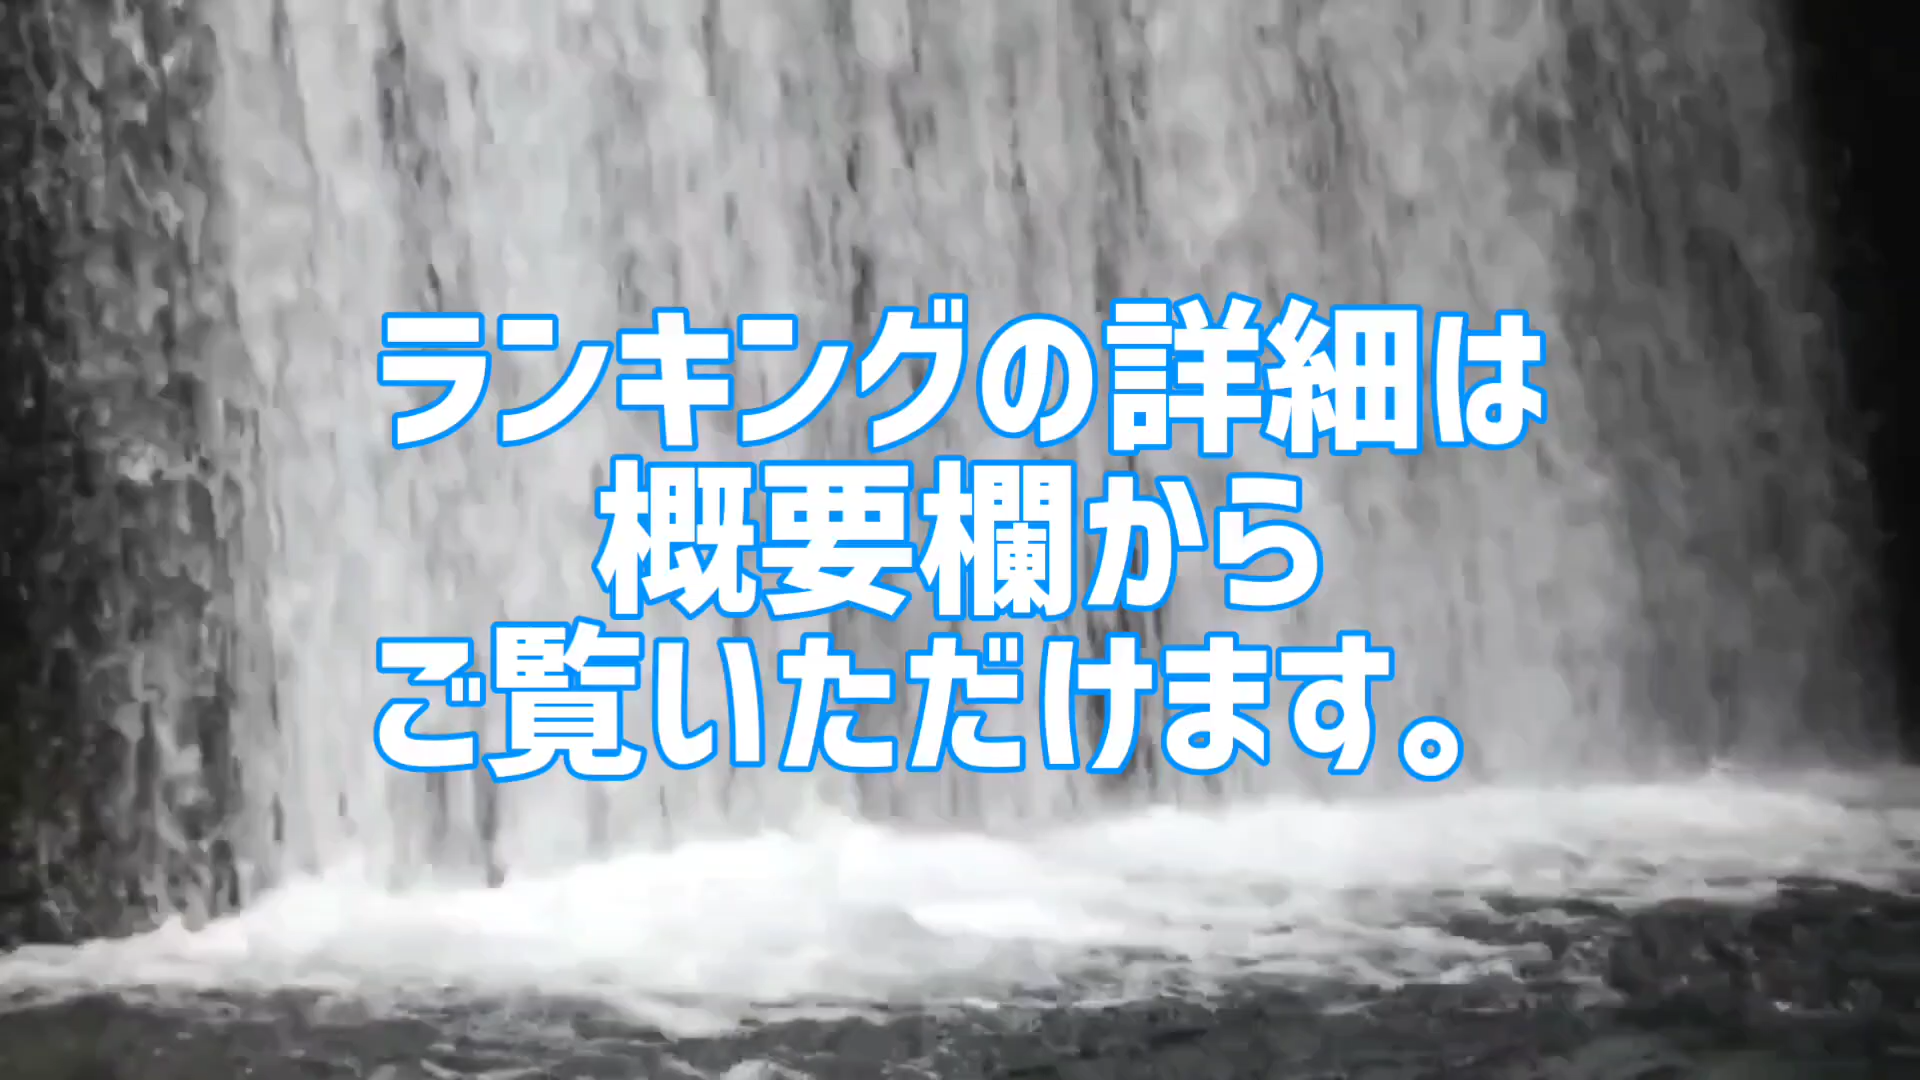 ランキングの詳細は
概要欄から
ご覧いただけます。